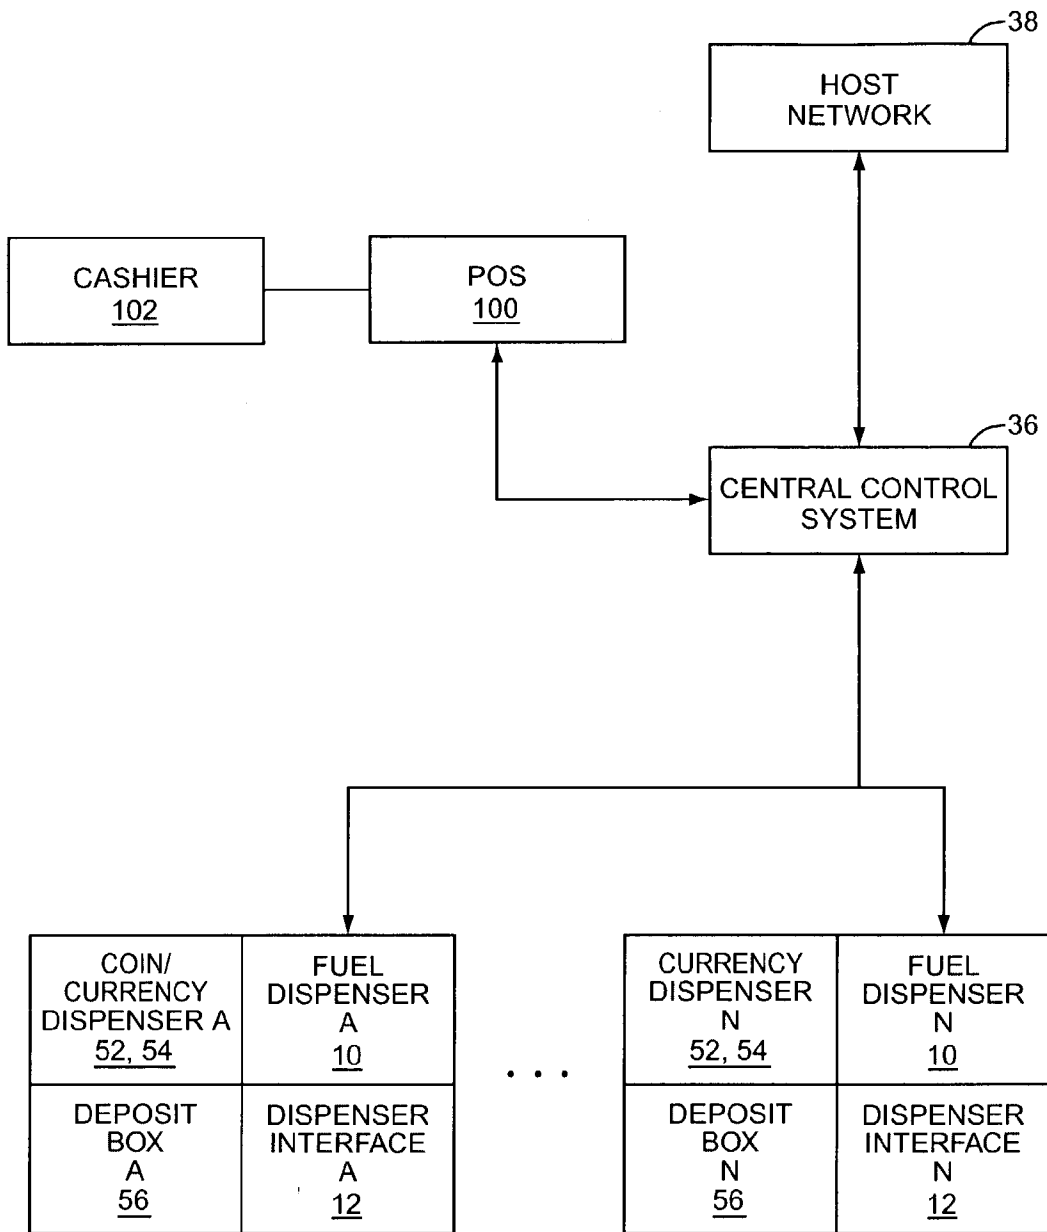 38
HOST
NETWORK
CASHIER
102
POS
100
36
CENTRAL CONTROL
SYSTEM
COIN/
CURRENCY
DISPENSER A
52, 54
FUEL
DISPENSER
A
10
DEPOSIT
BOX
A
56
DISPENSER
INTERFACE
A
12
. . .
CURRENCY
DISPENSER
N
52, 54
FUEL
DISPENSER
N
10
DEPOSIT
BOX
N
56
DISPENSER
INTERFACE
N
12